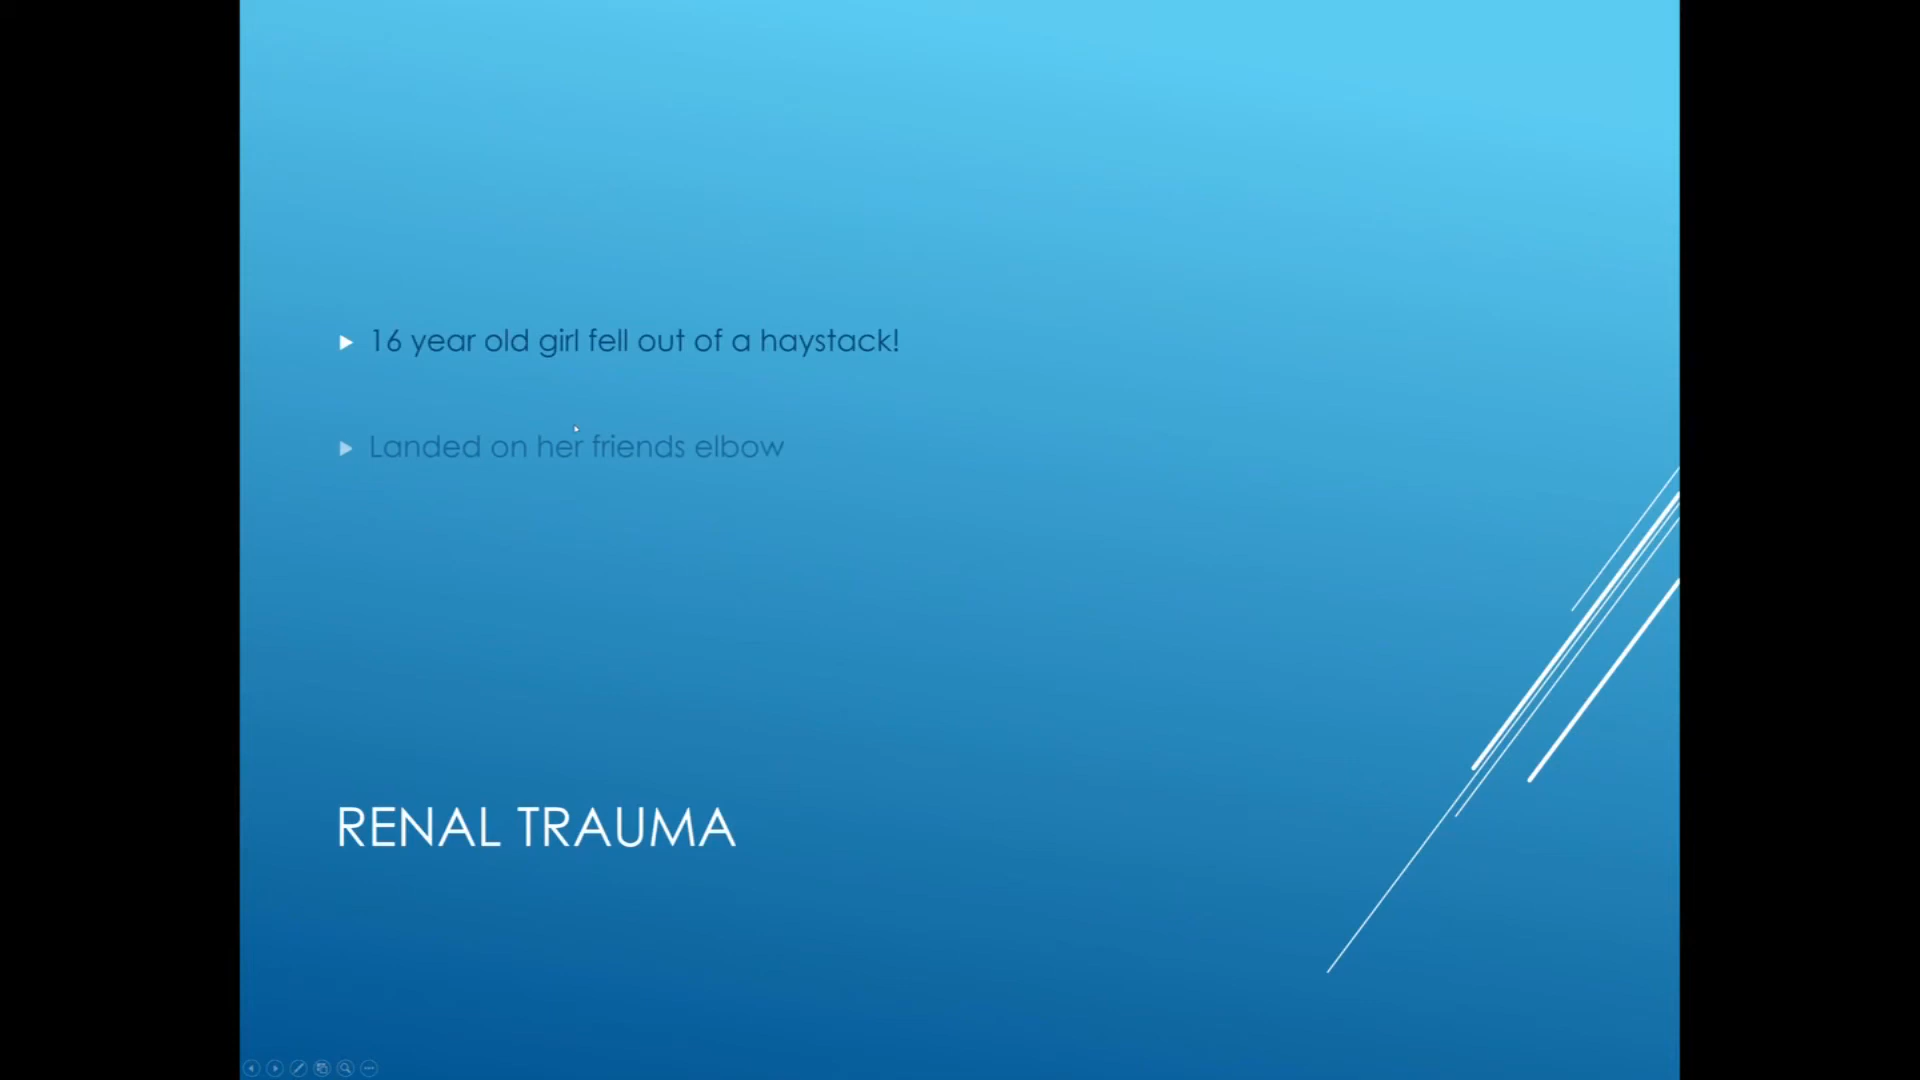 16 year old girl fell out of a haystack!
Landed on her friends elbow
RENAL TRAUMA